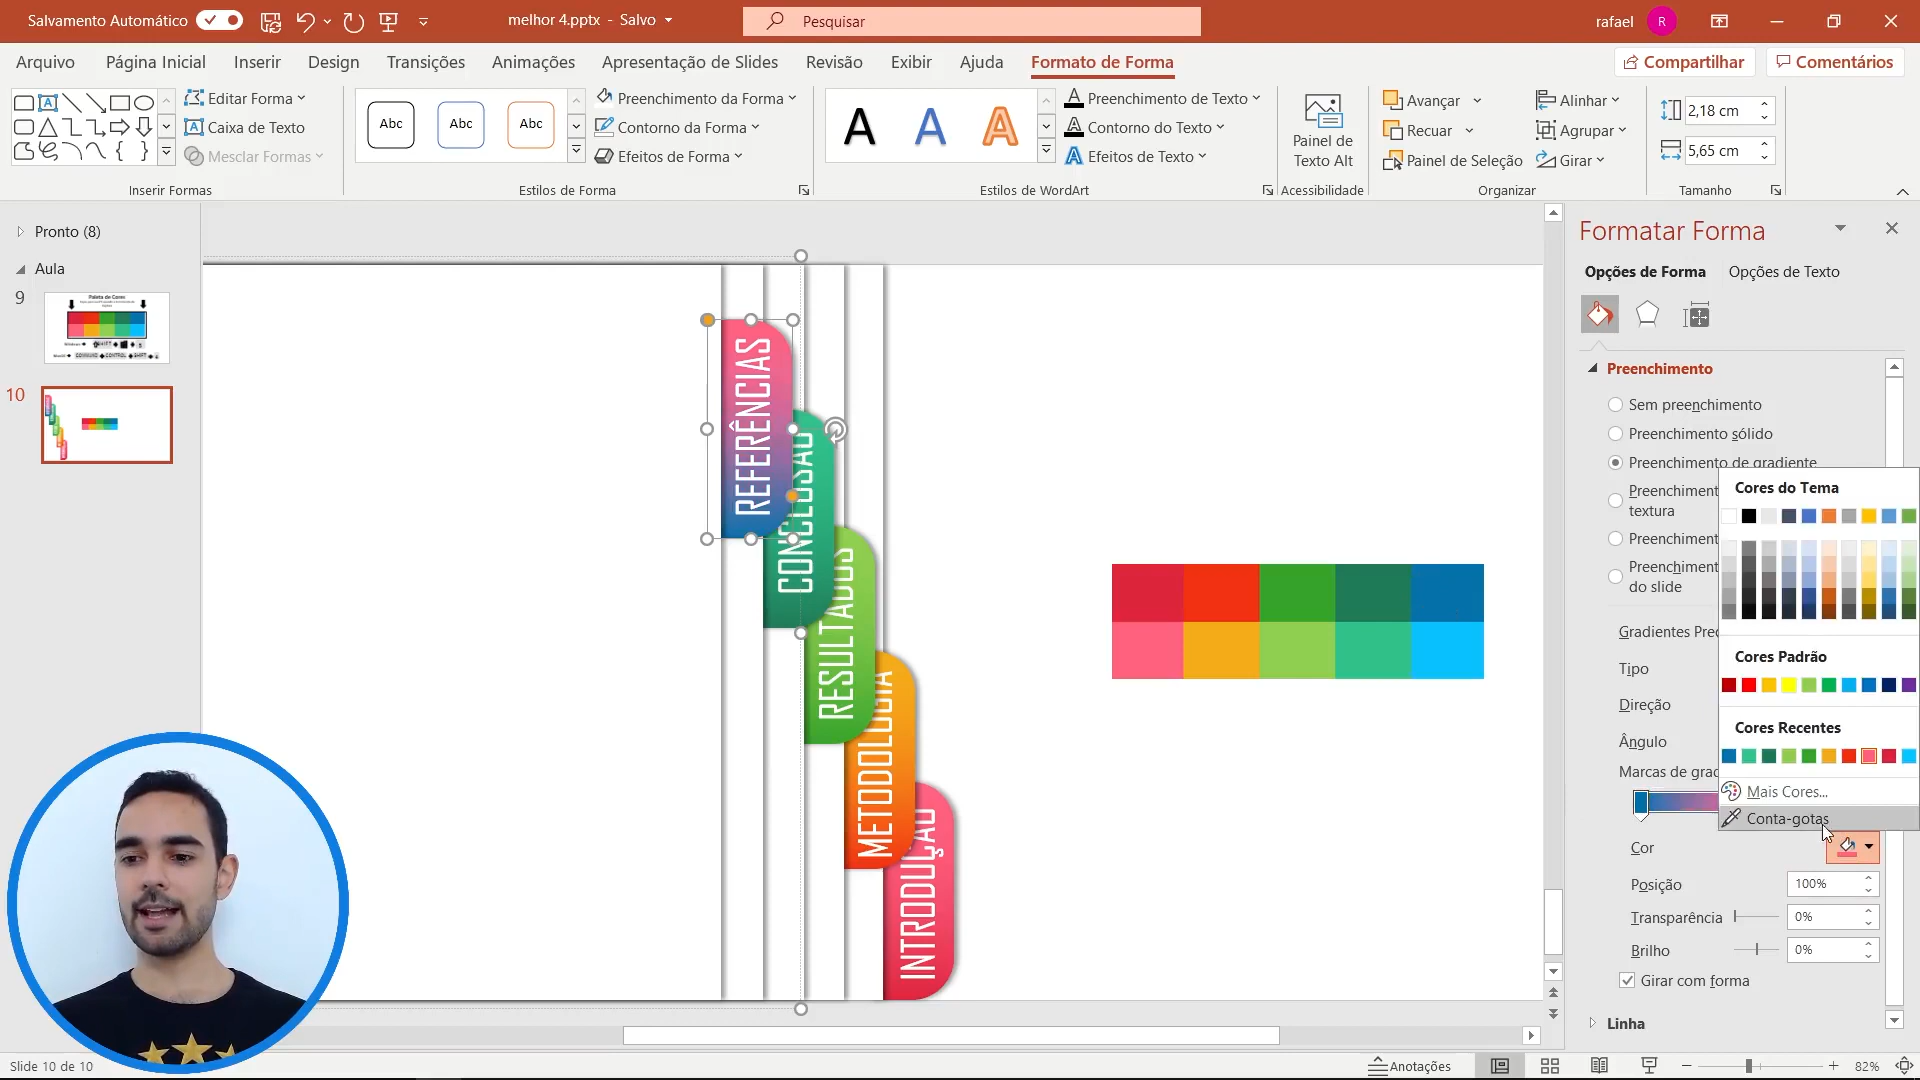 Salvamento Automático
melhor 4.pptx - Salvo
Pesquisar
rafael
R
Arquivo
Página Inicial
Inserir
Design
Transições
Animações
Apresentação de Slides
Revisão
Exibir
Ajuda
Formato de Forma
Compartilhar
Comentários
Editar Forma
Caixa de Texto
Mesclar Formas
Inserir Formas
Abc
Abc
Abc
Preenchimento da Forma
Contorno da Forma
Efeitos de Forma
Estilos de Forma
A
A
A
Preenchimento de Texto
Contorno do Texto
Efeitos de Texto
Estilos de WordArt
Painel de
Texto Alt
Acessibilidade
Avançar
Recuar
Painel de Seleção
Alinhar
Agrupar
Girar
Organizar
2,18 cm
5,65 cm
Tamanho
Pronto (8)
Aula
9
Paleta de Cores
10
REFERÊNCIAS
CONCLUSÃO
RESULTADOS
METODOLOGIA
INTRODUÇÃO
Formatar Forma
Opções de Forma
Opções de Texto
Preenchimento
Sem preenchimento
Preenchimento sólido
Preenchimento de gradiente
Preenchiment
textura
Preenchiment
Preenchiment
do slide
Gradientes Pre
Tipo
Direção
Ângulo
Marcas de grad
Cores do Tema
Cores Padrão
Cores Recentes
Mais Cores...
Conta-gotas
Cor
Posição
100%
Transparência
0%
Brilho
0%
Girar com forma
Linha
Slide 10 de 10
Anotações
82%